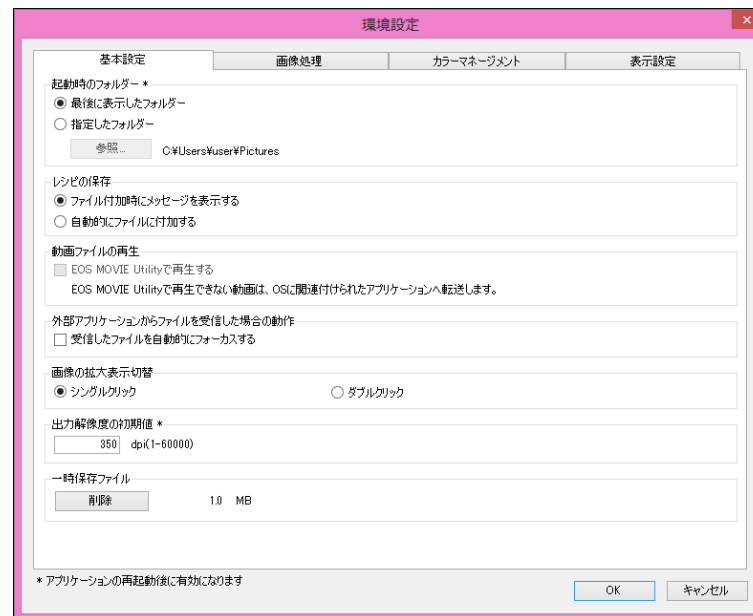 環境設定
基本設定 画像処理 カラーマネージメント 表示設定
起動時のフォルダー *
最後に表示したフォルダー
指定したフォルダー
参照... C:¥Users¥user¥Pictures
レシピの保存
ファイル付加時にメッセージを表示する
自動的にファイルに付加する
動画ファイルの再生
EOS MOVIE Utilityで再生する
EOS MOVIE Utilityで再生できない動画は、OSに関連付けられたアプリケーションへ転送します。
外部アプリケーションからファイルを受信した場合の動作
受信したファイルを自動的にフォーカスする
画像の拡大表示切替
シングルクリック ダブルクリック
出力解像度の初期値 *
350 dpi(1-60000)
一時保存ファイル
削除 1.0 MB
* アプリケーションの再起動後に有効になります
OK キャンセル